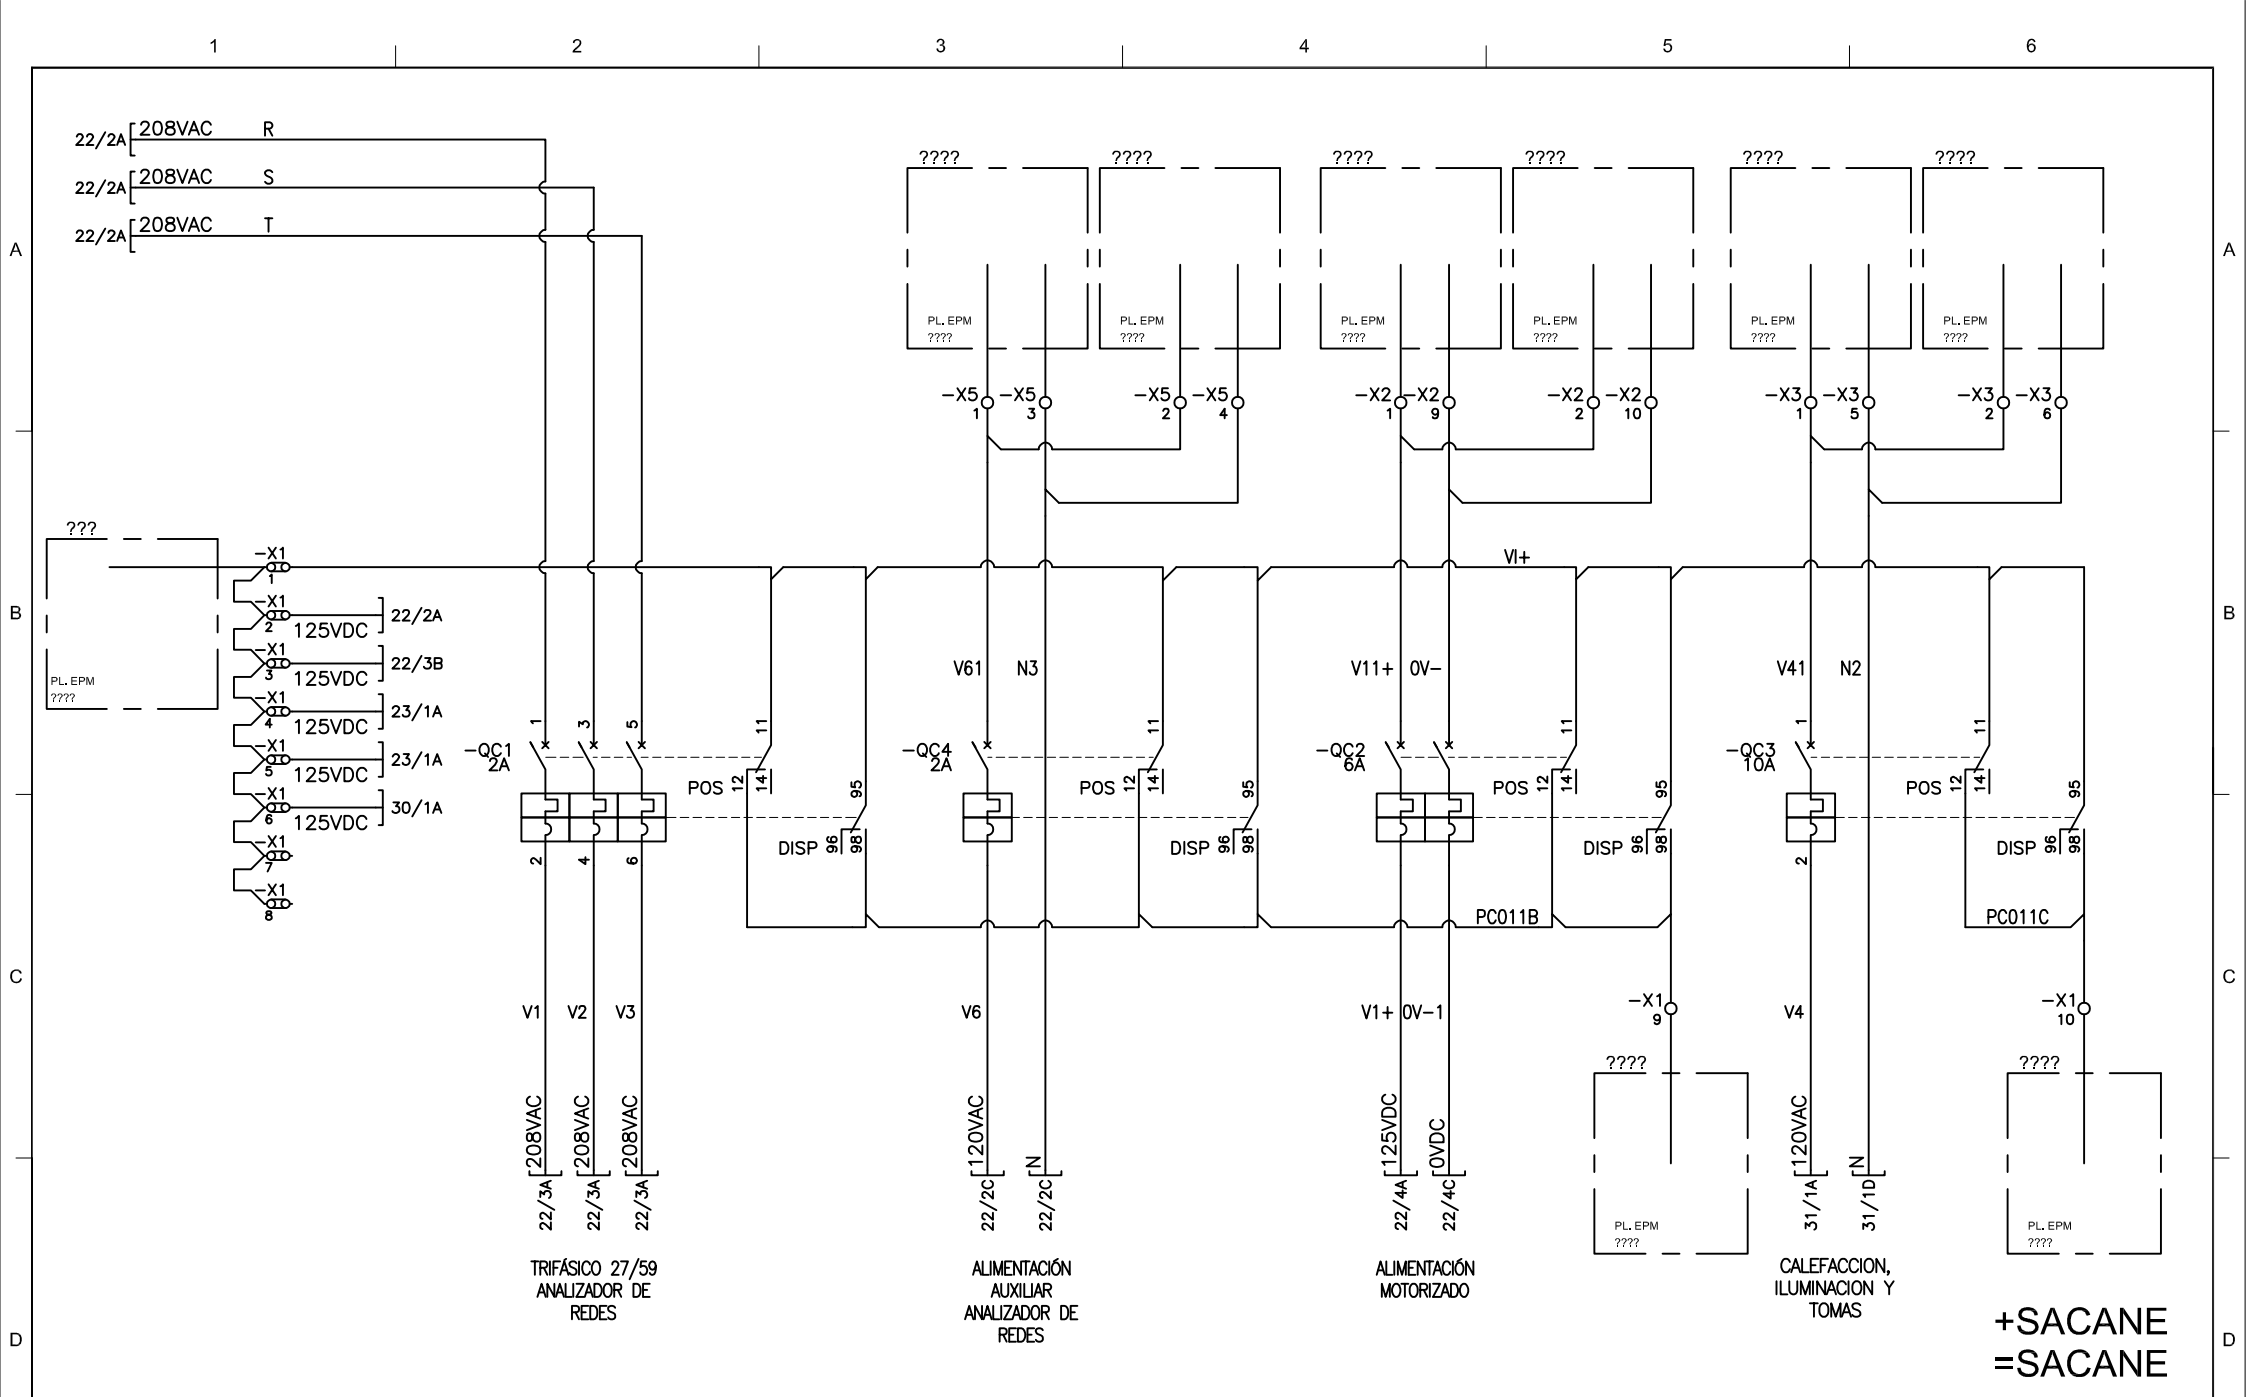 1 2 3 4 5 6
22/2A 208VAC R
22/2A 208VAC S
22/2A 208VAC T
A A
???? ???? ???? ???? ???? ????
PL. EPM PL. EPM PL. EPM PL. EPM PL. EPM PL. EPM
???? ???? ???? ???? ???? ????
-X5 -X5 -X5 -X5 -X2 -X2 -X2 -X2 -X3 -X3 -X3 -X3
1 3 2 4 1 9 2 10 1 5 2 6
???
PL. EPM
????
-X1
1
VI+
-X1
2
125VDC 22/2A
-X1
3
125VDC 22/3B
-X1
4
125VDC 23/1A
-X1
5
125VDC 23/1A
-X1
6
125VDC 30/1A
-X1
7
-X1
8
B B
V61 N3 V11+ 0V- V41 N2
1 3 5 11 11 11 1 11
-QC1
2A
-QC4
2A
-QC2
6A
-QC3
10A
POS 12 14 POS 12 14 POS 12 14 POS 12 14
95 95 95 95
DISP 96 98 DISP 96 98 DISP 96 98 DISP 96 98
2 4 6 2
PC011B PC011C
C C
V1 V2 V3 V6 V1+ 0V-1 V4
-X1
9
-X1
10
???? ????
208VAC 208VAC 208VAC 120VAC N 125VDC 0VDC 120VAC N
22/3A 22/3A 22/3A 22/2C 22/2C 22/4A 22/4C 31/1A 31/1D
PL. EPM PL. EPM
???? ????
TRIFÁSICO 27/59
ANALIZADOR DE
REDES
ALIMENTACIÓN
AUXILIAR
ANALIZADOR DE
REDES
ALIMENTACIÓN
MOTORIZADO
CALEFACCION,
ILUMINACION Y
TOMAS
D D
+SACANE
=SACANE